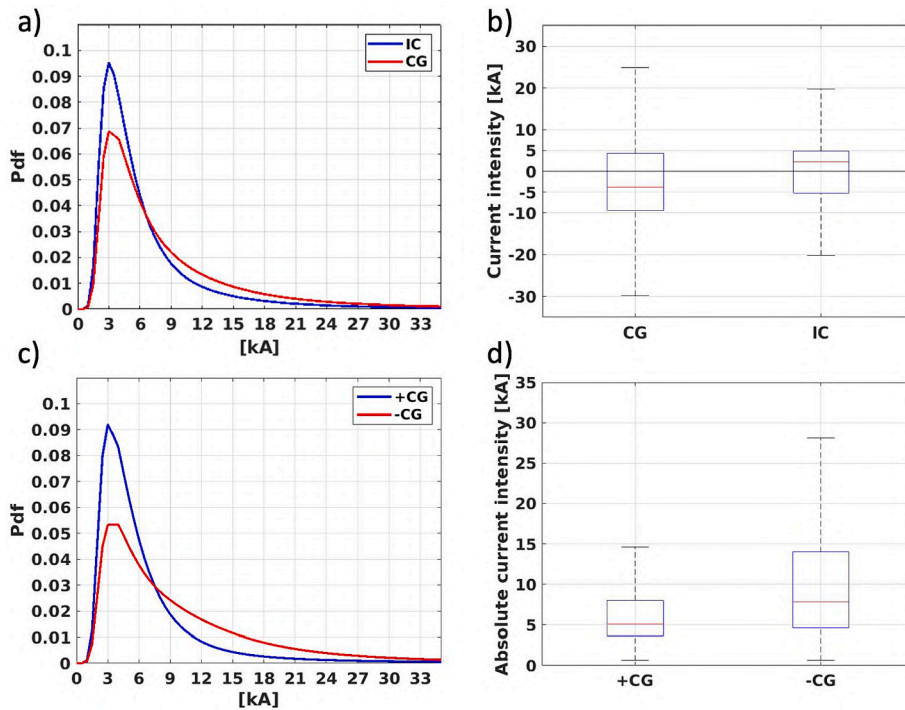 a)
Pdf
0.1
0.09
0.08
0.07
0.06
0.05
0.04
0.03
0.02
0.01
0
IC
CG
0 3 6 9 12 15 18 21 24 27 30 33
[kA]
b)
Current intensity [kA]
30
20
10
5
0
-5
-10
-20
-30
CG IC
c)
Pdf
0.1
0.09
0.08
0.07
0.06
0.05
0.04
0.03
0.02
0.01
0
+CG
-CG
0 3 6 9 12 15 18 21 24 27 30 33
[kA]
d)
Absolute current intensity [kA]
35
30
25
20
15
10
5
0
+CG -CG